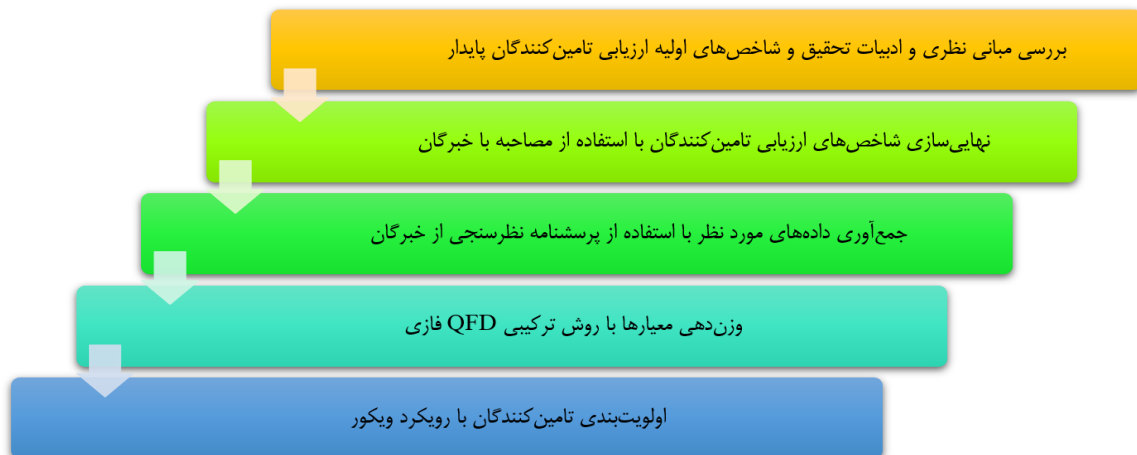 بررسی مبانی نظری و ادبیات تحقیق و شاخص‌های اولیه ارزیابی تامین‌کنندگان پایدار
نهایی‌سازی شاخص‌های ارزیابی تامین‌کنندگان با استفاده از مصاحبه با خبرگان
جمع‌آوری داده‌های مورد نظر با استفاده از پرسشنامه نظرسنجی از خبرگان
وزن‌دهی معیارها با روش ترکیبی QFD فازی
اولویت‌بندی تامین‌کنندگان با رویکرد ویکور